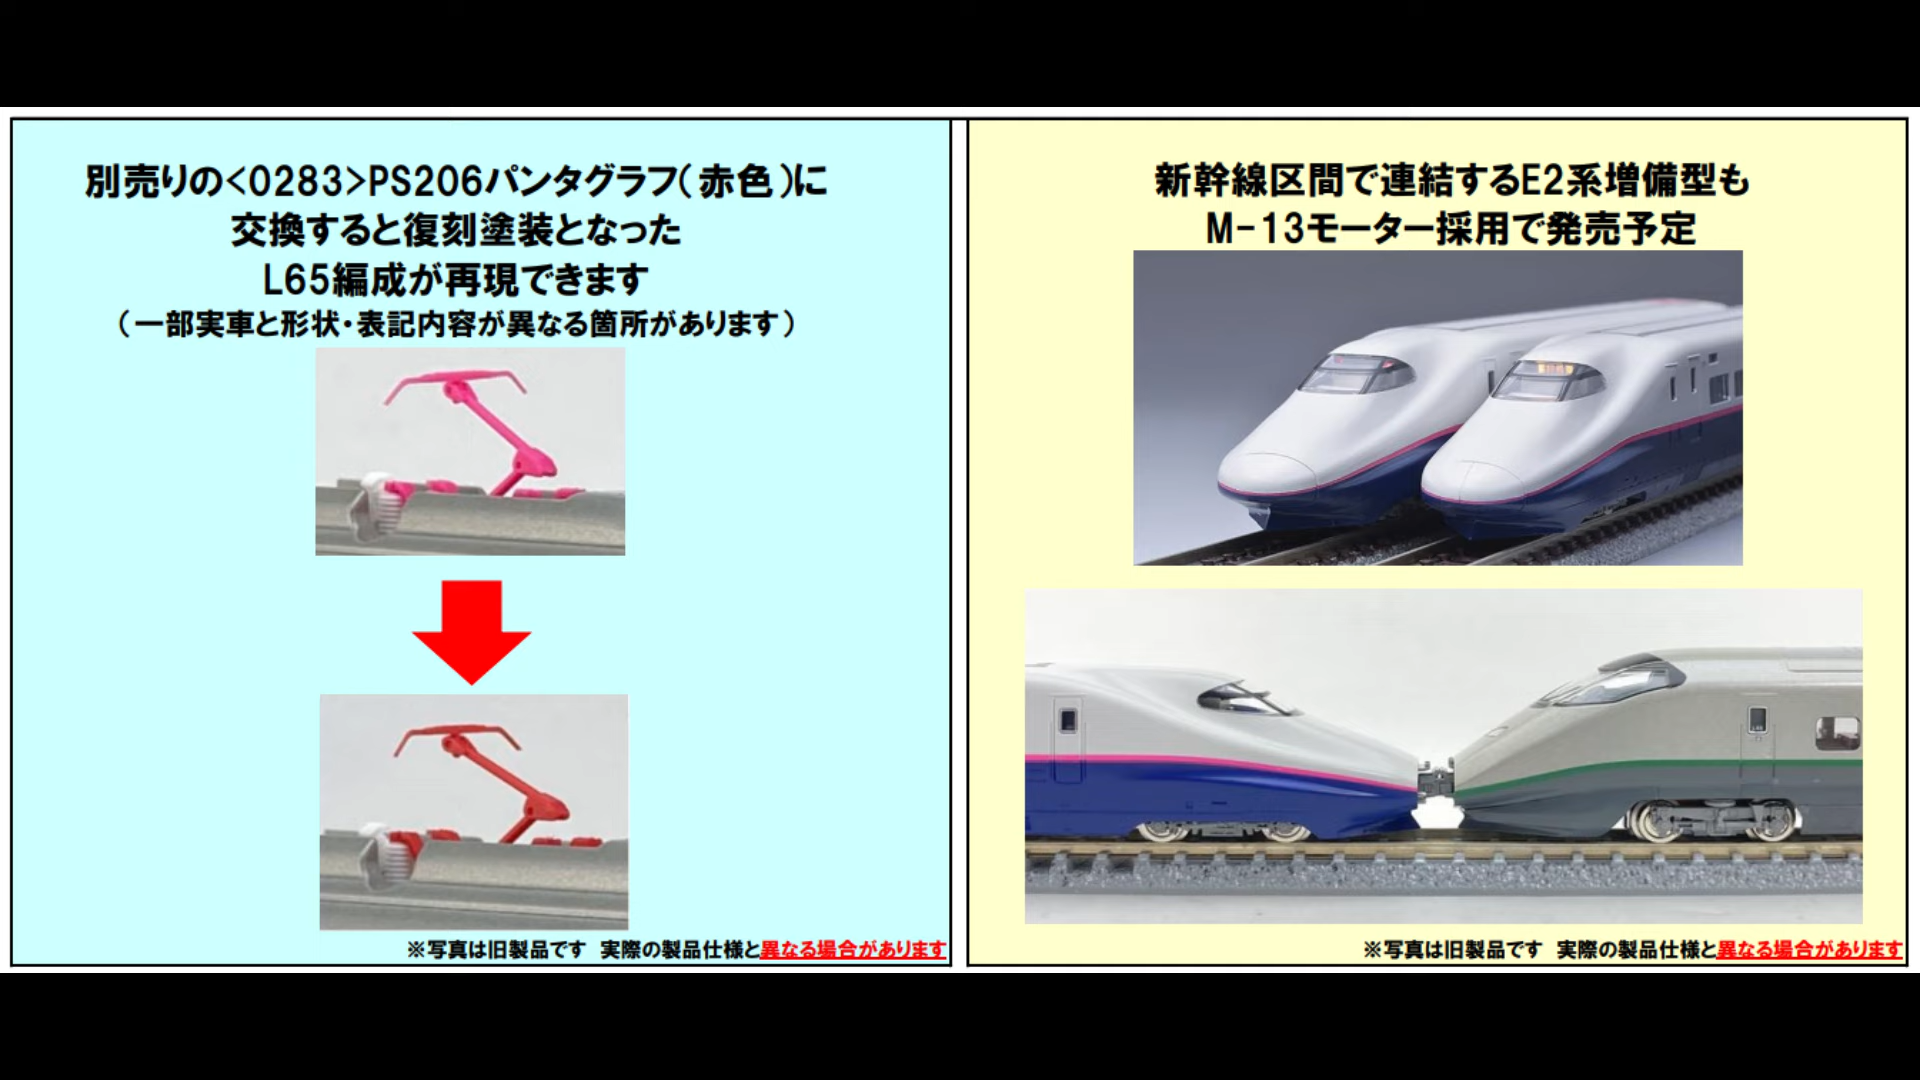 別売りの<0283>PS206パンタグラフ(赤色)に
交換すると復刻塗装となった
L65編成が再現できます
（一部実車と形状・表記内容が異なる箇所があります）
※写真は旧製品です　実際の製品仕様と異なる場合があります
新幹線区間で連結するE2系増備型も
M-13モーター採用で発売予定
※写真は旧製品です　実際の製品仕様と異なる場合があります